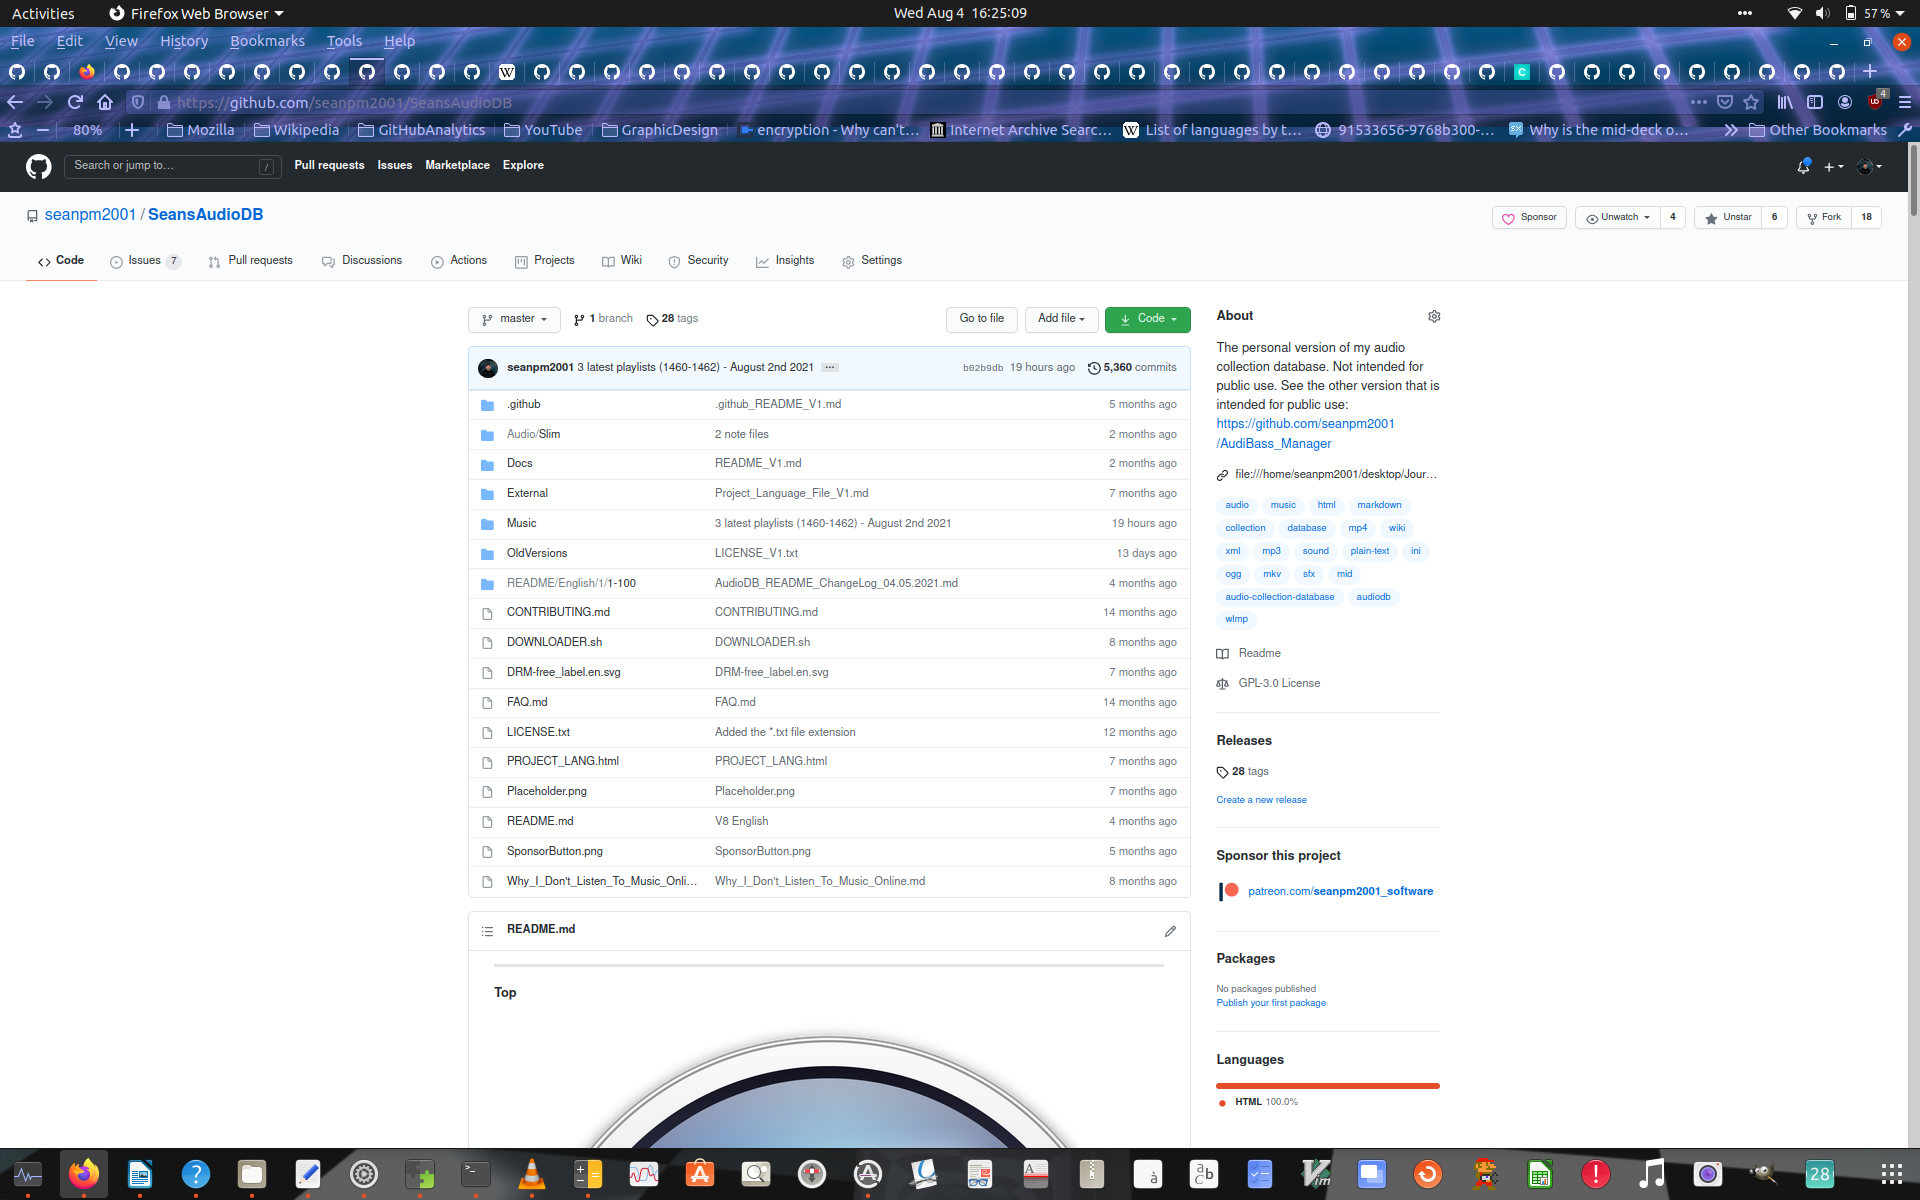 Activities
Firefox Web Browser
Wed Aug 4 16:25:09
57 %
File Edit View History Bookmarks Tools Help
https://github.com/seanpm2001/SeansAudioDB
4
80%
Mozilla
Wikipedia
GitHubAnalytics
YouTube
GraphicDesign
encryption - Why can't...
Internet Archive Searc...
List of languages by t...
91533656-9768b300-...
Why is the mid-deck o...
Other Bookmarks
Search or jump to...
/
Pull requests Issues Marketplace Explore
seanpm2001 / SeansAudioDB
Sponsor
Unwatch 4
Unstar 6
Fork 18
Code
Issues 7
Pull requests
Discussions
Actions
Projects
Wiki
Security
Insights
Settings
master
1 branch
28 tags
Go to file
Add file
Code
seanpm2001 3 latest playlists (1460-1462) - August 2nd 2021 ... b02b9db 19 hours ago 5,360 commits
.github .github_README_V1.md 5 months ago
Audio/Slim 2 note files 2 months ago
Docs README_V1.md 2 months ago
External Project_Language_File_V1.md 7 months ago
Music 3 latest playlists (1460-1462) - August 2nd 2021 19 hours ago
OldVersions LICENSE_V1.txt 13 days ago
README/English/1/1-100 AudioDB_README_ChangeLog_04.05.2021.md 4 months ago
CONTRIBUTING.md CONTRIBUTING.md 14 months ago
DOWNLOADER.sh DOWNLOADER.sh 8 months ago
DRM-free_label.en.svg DRM-free_label.en.svg 7 months ago
FAQ.md FAQ.md 14 months ago
LICENSE.txt Added the *.txt file extension 12 months ago
PROJECT_LANG.html PROJECT_LANG.html 7 months ago
Placeholder.png Placeholder.png 7 months ago
README.md V8 English 4 months ago
SponsorButton.png SponsorButton.png 5 months ago
Why_I_Don't_Listen_To_Music_Onli... Why_I_Don't_Listen_To_Music_Online.md 8 months ago
README.md
Top
About
The personal version of my audio
collection database. Not intended for
public use. See the other version that is
intended for public use:
https://github.com/seanpm2001
/AudiBass_Manager
file:///home/seanpm2001/desktop/Jour...
audio music html markdown
collection database mp4 wiki
xml mp3 sound plain-text ini
ogg mkv sfx mid
audio-collection-database audiodb
wlmp
Readme
GPL-3.0 License
Releases
28 tags
Create a new release
Sponsor this project
patreon.com/seanpm2001_software
Packages
No packages published
Publish your first package
Languages
HTML 100.0%
28